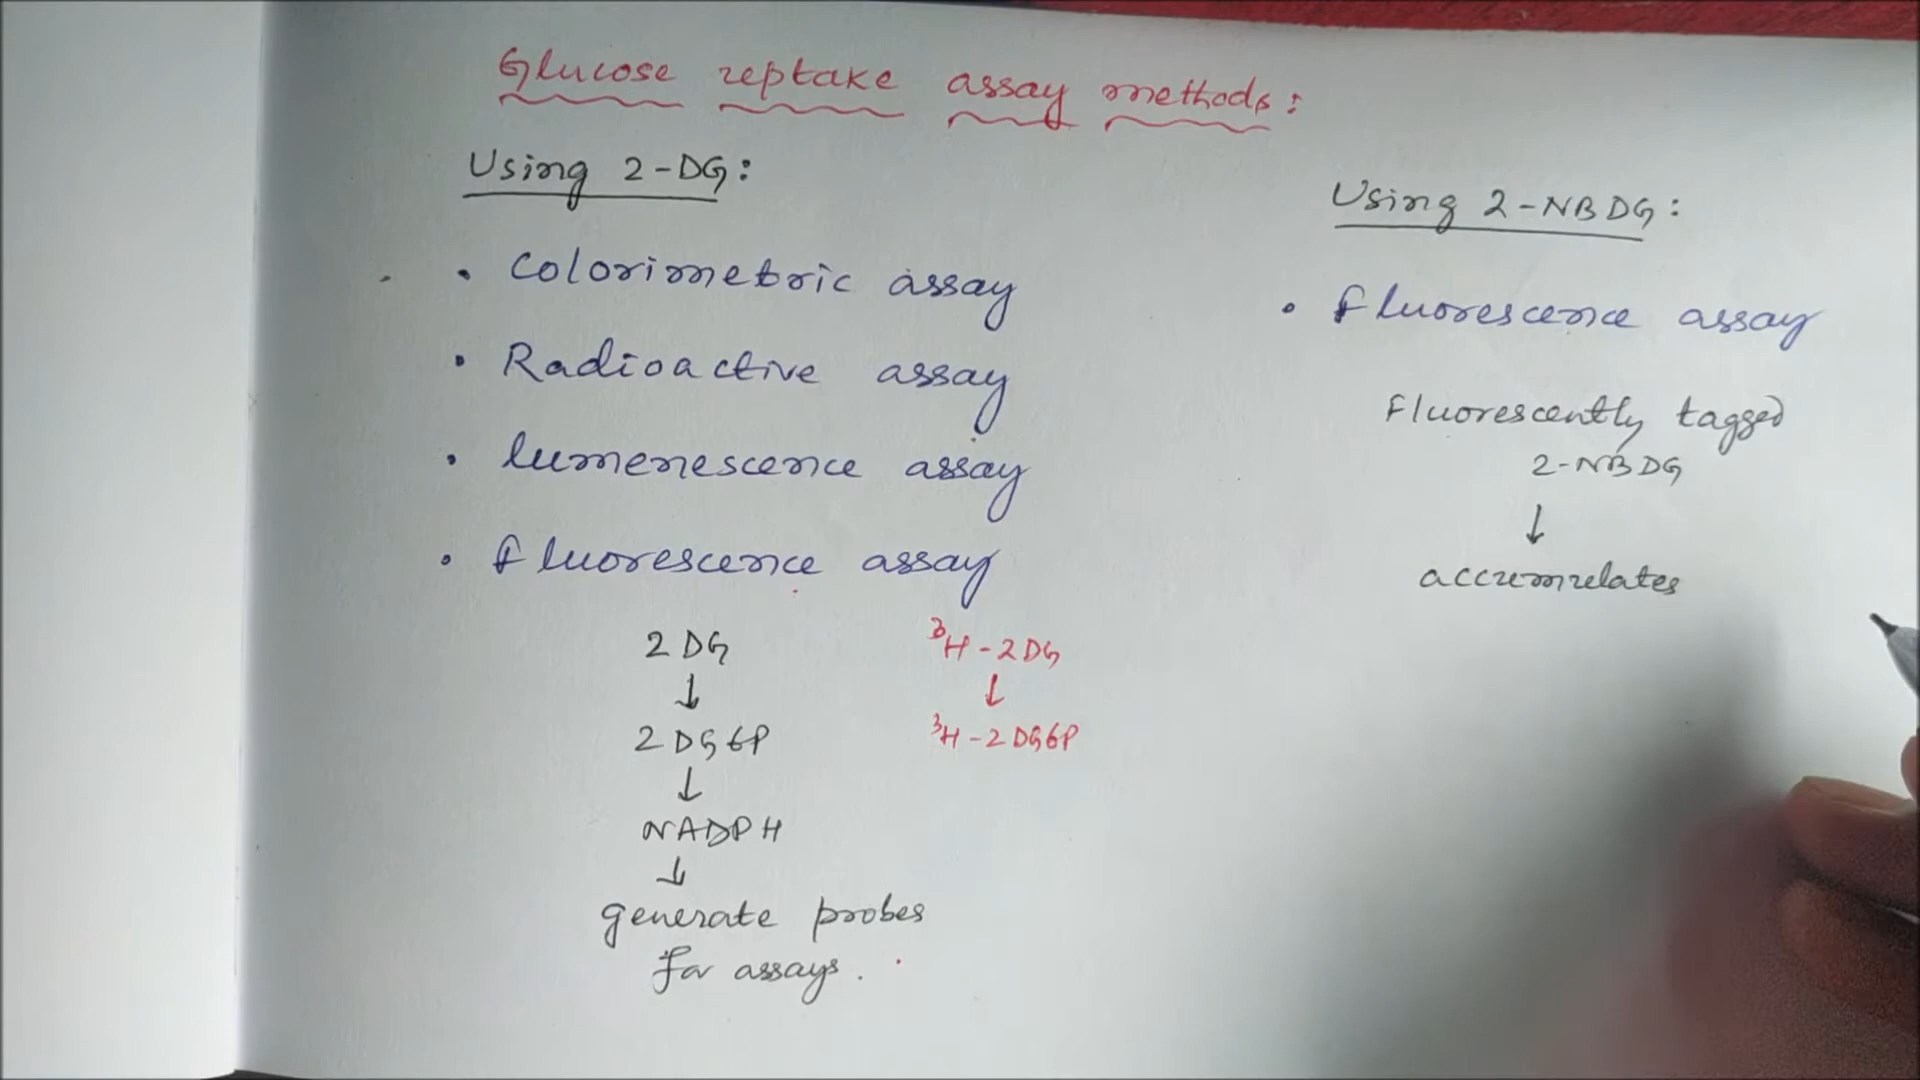 Glucose uptake assay methods:
Using 2-DG:
• Colorimetric assay
• Radioactive assay
• lumenescence assay
• fluorescence assay
2DG
↓
2DG6P
↓
NADPH
↓
generate probes
for assays.
³H-2DG
↓
³H-2DG6P
Using 2-NBDG:
• fluorescence assay
Fluorescently tagged
2-NBDG
↓
accumulates